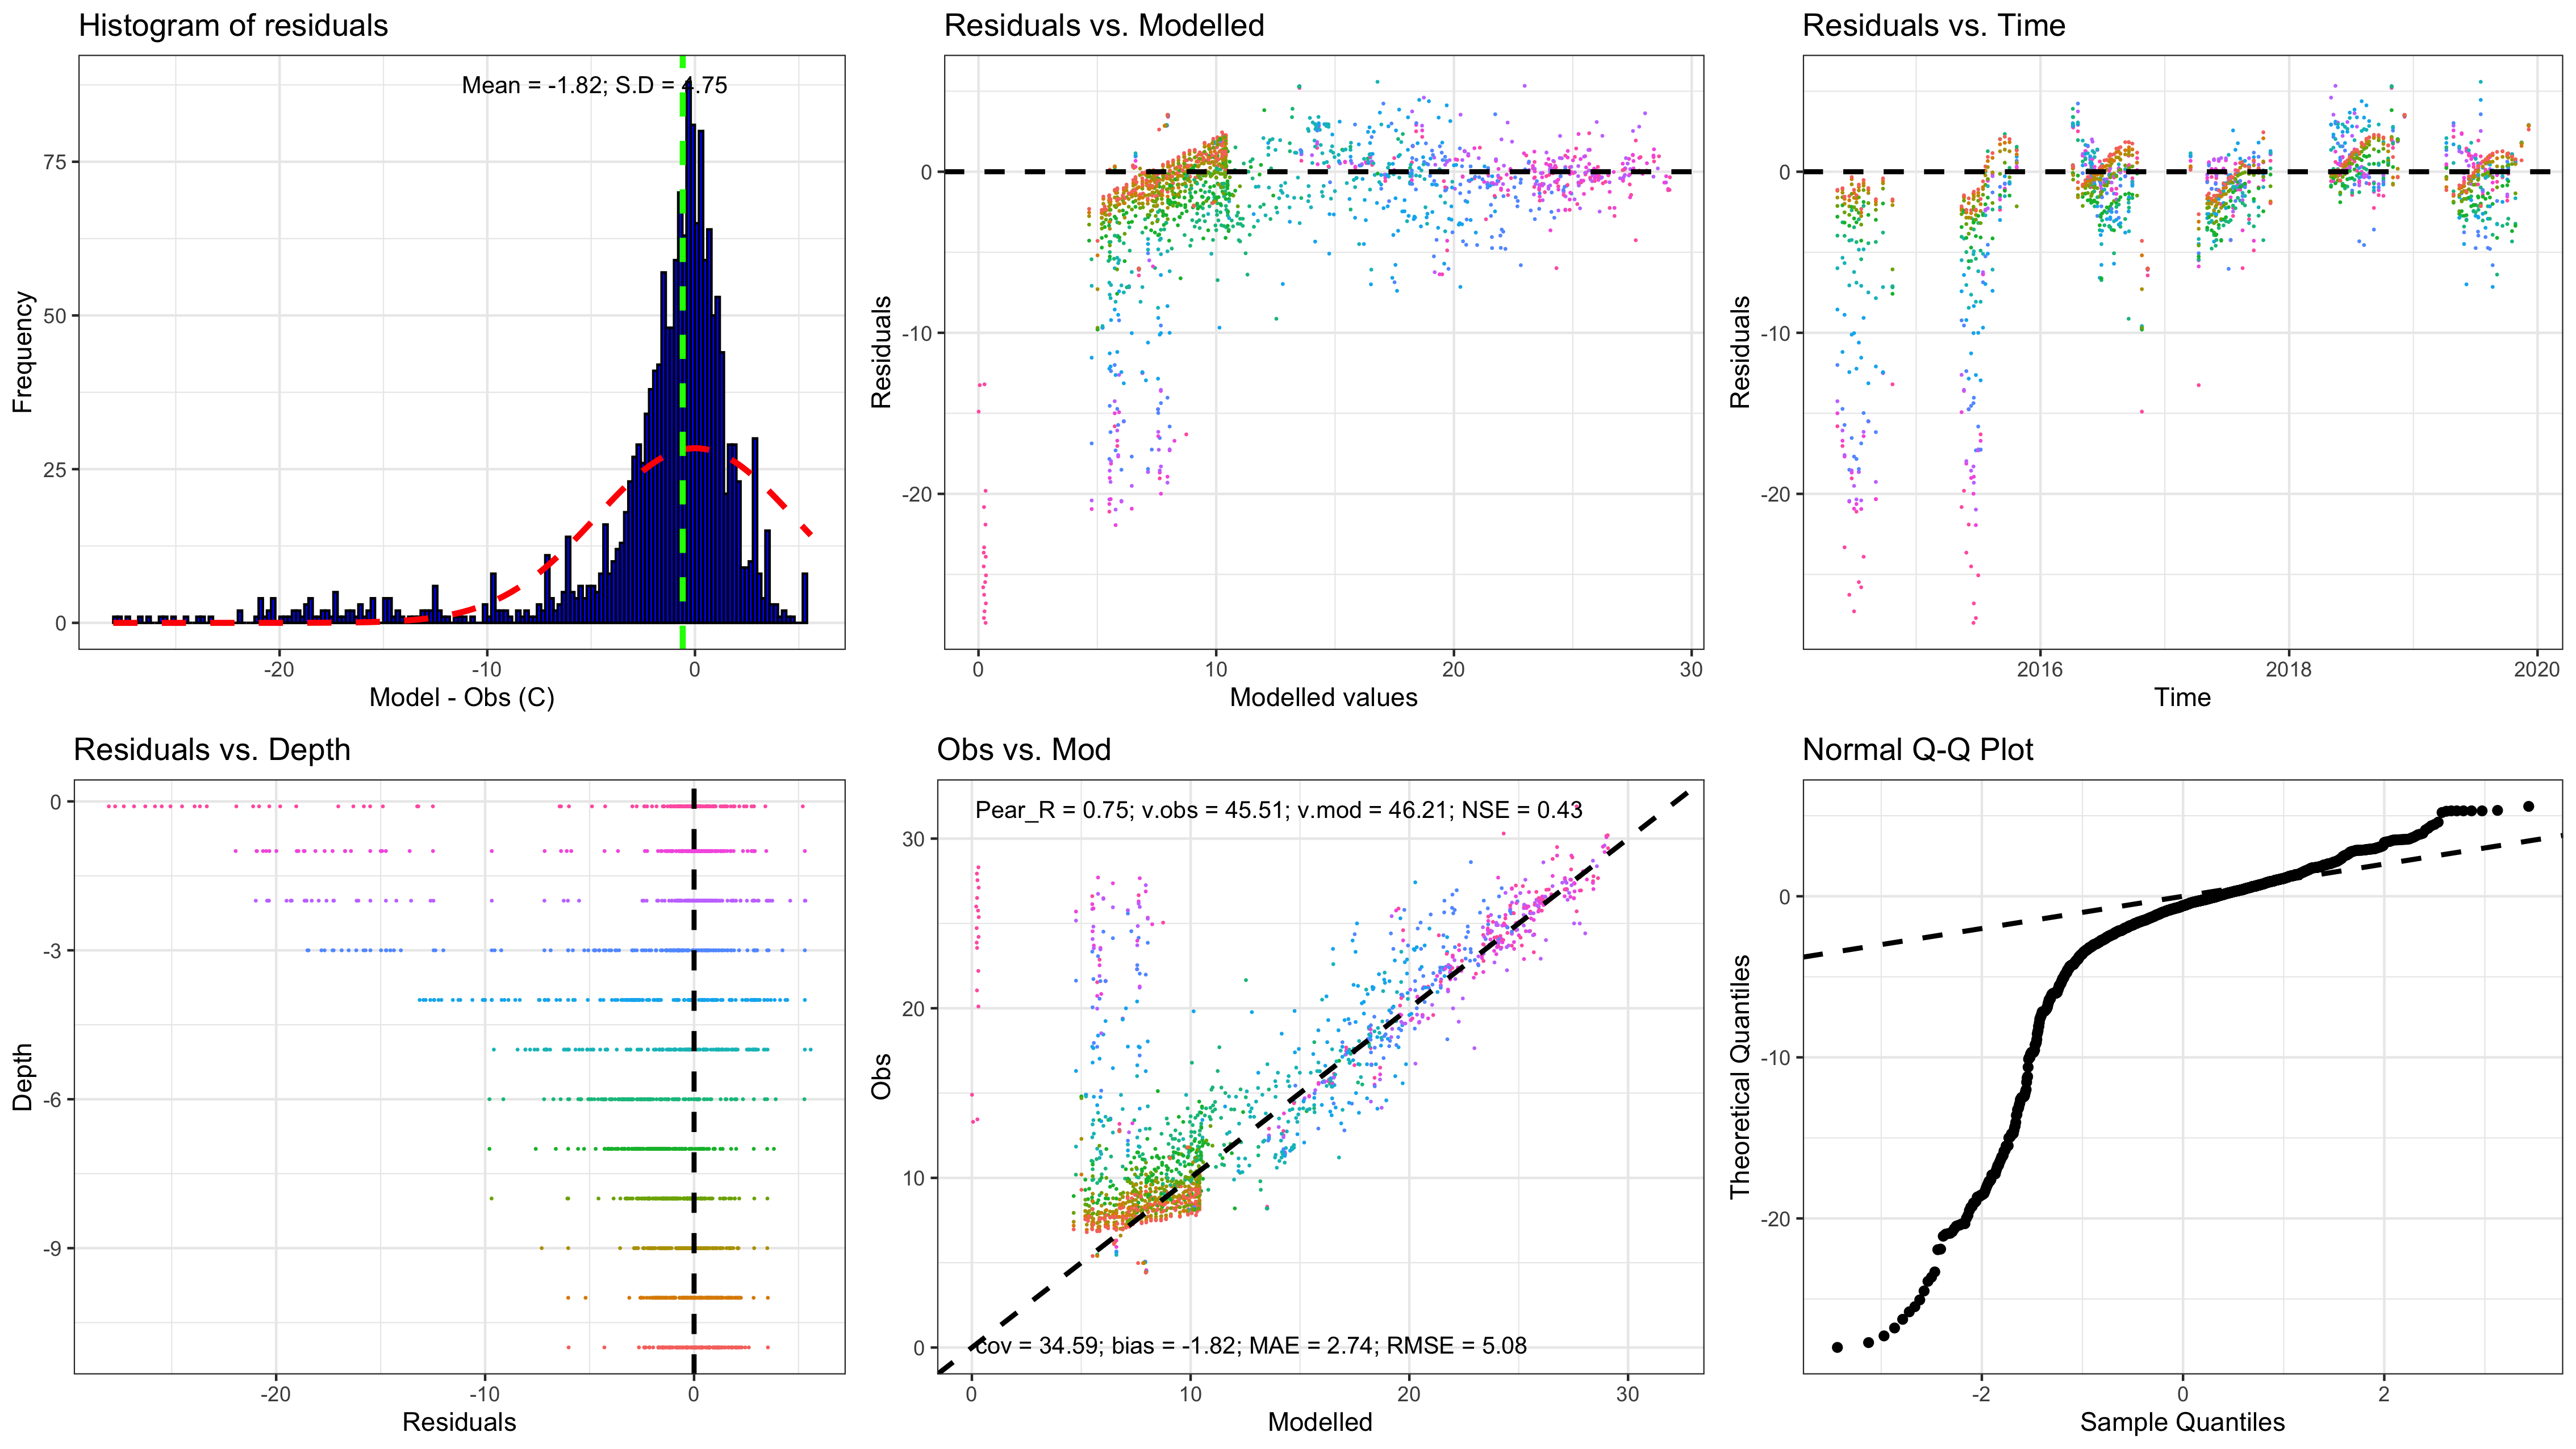 Histogram of residuals
Mean = -1.82; S.D = 4.75
75
50
25
0
Frequency
-20
-10
0
Model - Obs (C)
Residuals vs. Modelled
0
-10
-20
Residuals
0
10
20
30
Modelled values
Residuals vs. Time
0
-10
-20
Residuals
2016
2018
2020
Time
Residuals vs. Depth
0
-3
-6
-9
Depth
-20
-10
0
Residuals
Obs vs. Mod
Pear_R = 0.75; v.obs = 45.51; v.mod = 46.21; NSE = 0.43
30
20
10
0
Obs
cov = 34.59; bias = -1.82; MAE = 2.74; RMSE = 5.08
0
10
20
30
Modelled
Normal Q-Q Plot
0
-10
-20
Theoretical Quantiles
-2
0
2
Sample Quantiles